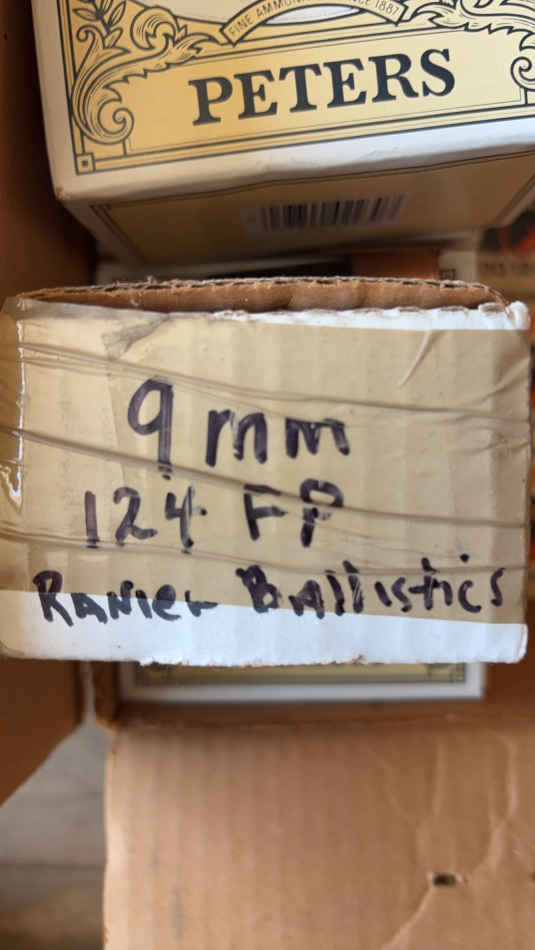 FINE AMMUNITION SINCE 1887
PETERS
9mm
124 FP
RANIER BAllistics